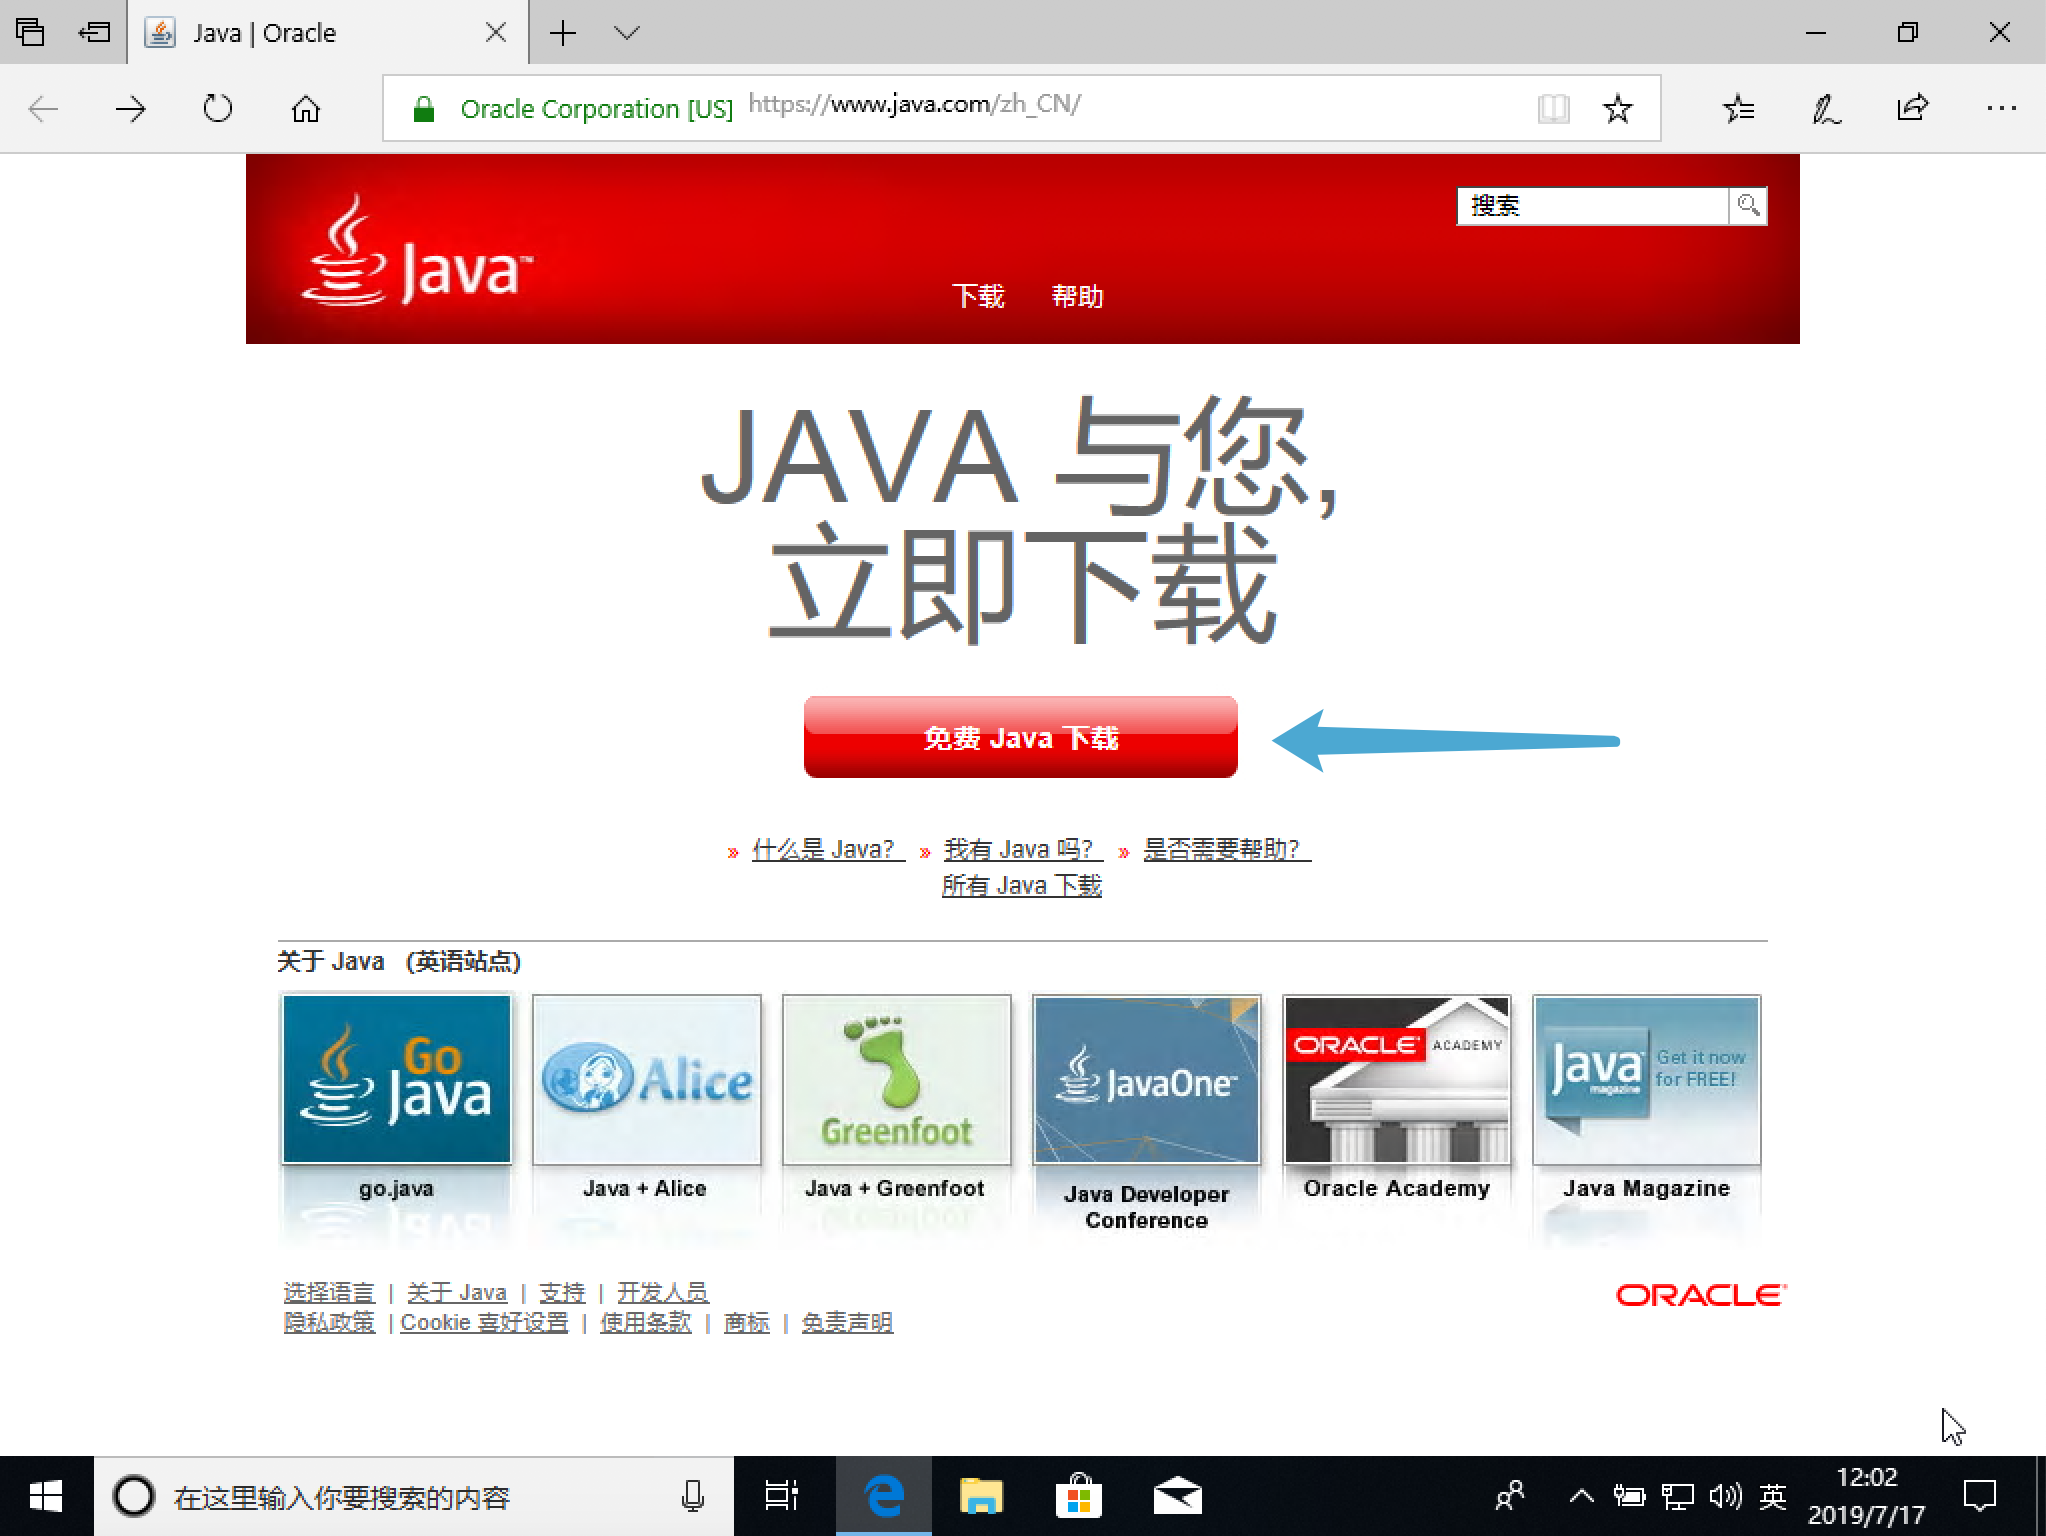 Java | Oracle
Oracle Corporation [US] https://www.java.com/zh_CN/
搜索
Java™
下载 帮助
JAVA 与您,
立即下载
免费 Java 下载
» 什么是 Java? » 我有 Java 吗? » 是否需要帮助?
所有 Java 下载
关于 Java (英语站点)
Go
Java
Alice
Greenfoot
JavaOne™
ORACLE ACADEMY
Java magazine
Get it now
for FREE!
go.java
Java + Alice
Java + Greenfoot
Java Developer
Conference
Oracle Academy
Java Magazine
选择语言 | 关于 Java | 支持 | 开发人员
隐私政策 | Cookie 喜好设置 | 使用条款 | 商标 | 免责声明
ORACLE
在这里输入你要搜索的内容
英
12:02
2019/7/17